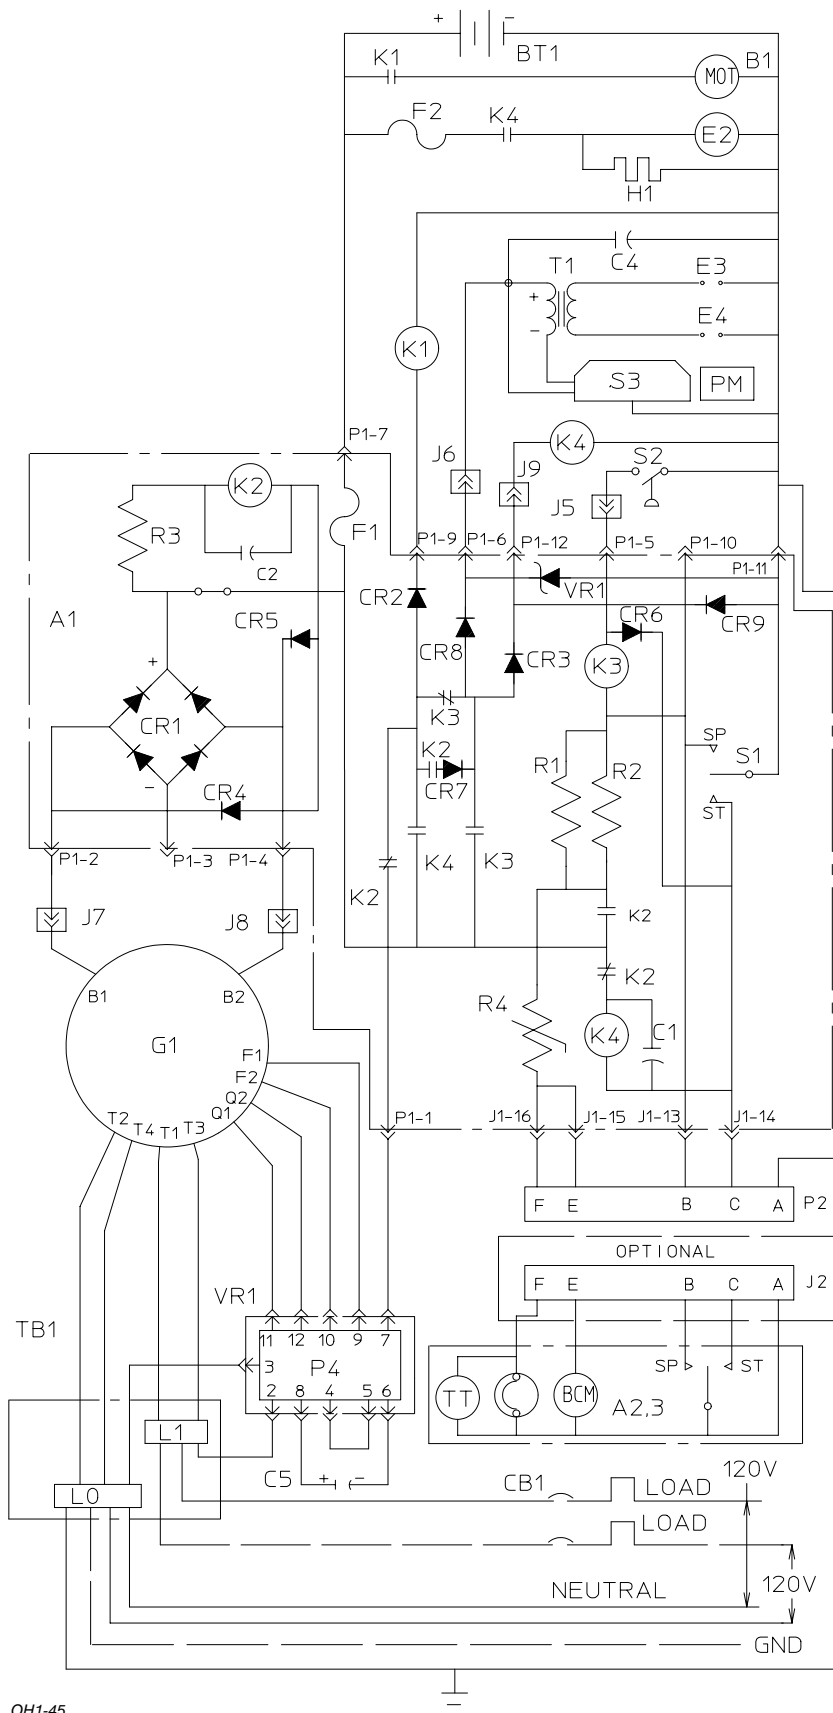 + -
BT1
K1
MOT
B1
F2
K4
E2
H1
C4
T1
E3
+
-
E4
K1
S3
PM
P1-7
K4
J6
J9
S2
K2
J5
R3
F1
C2
P1-9
P1-6
P1-12
P1-5
P1-10
P1-11
A1
CR5
CR2
VR1
CR6
CR9
CR8
CR3
K3
+
CR1
K3
SP
S1
K2
CR7
R1
R2
-
CR4
ST
P1-2
P1-3
P1-4
K2
K4
K3
J7
J8
K2
B1
B2
K2
R4
K4
C1
G1
F1
F2
Q2
Q1
T2
T4
T1
T3
P1-1
J1-16
J1-15
J1-13
J1-14
F E B C A
P2
OPTIONAL
F E B C A
J2
VR1
TB1
11 12 10 9 7
3
P4
2 8 4 5 6
SP
ST
TT
BCM
A2,3
L1
C5
+ -
CB1
LOAD
120V
L0
LOAD
120V
NEUTRAL
GND
OH1-45